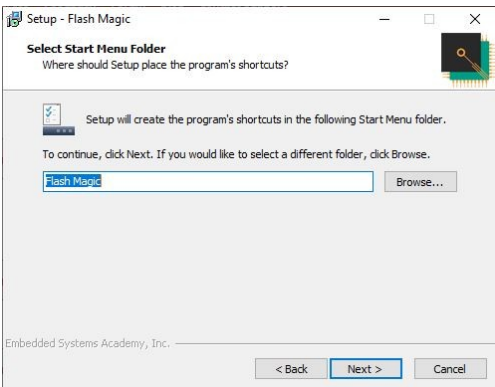 Setup - Flash Magic
Select Start Menu Folder
Where should Setup place the program's shortcuts?
Setup will create the program's shortcuts in the following Start Menu folder.
To continue, click Next. If you would like to select a different folder, click Browse.
Flash Magic
Browse...
Embedded Systems Academy, Inc.
< Back
Next >
Cancel